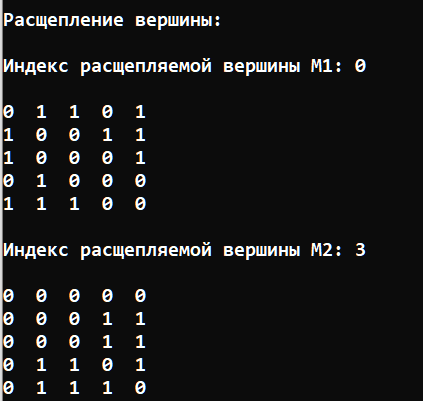 Расщепление вершины:
Индекс расщепляемой вершины M1: 0
0 1 1 0 1
1 0 0 1 1
1 0 0 0 1
0 1 0 0 0
1 1 1 0 0
Индекс расщепляемой вершины M2: 3
0 0 0 0 0
0 0 0 1 1
0 0 0 1 1
0 1 1 0 1
0 1 1 1 0